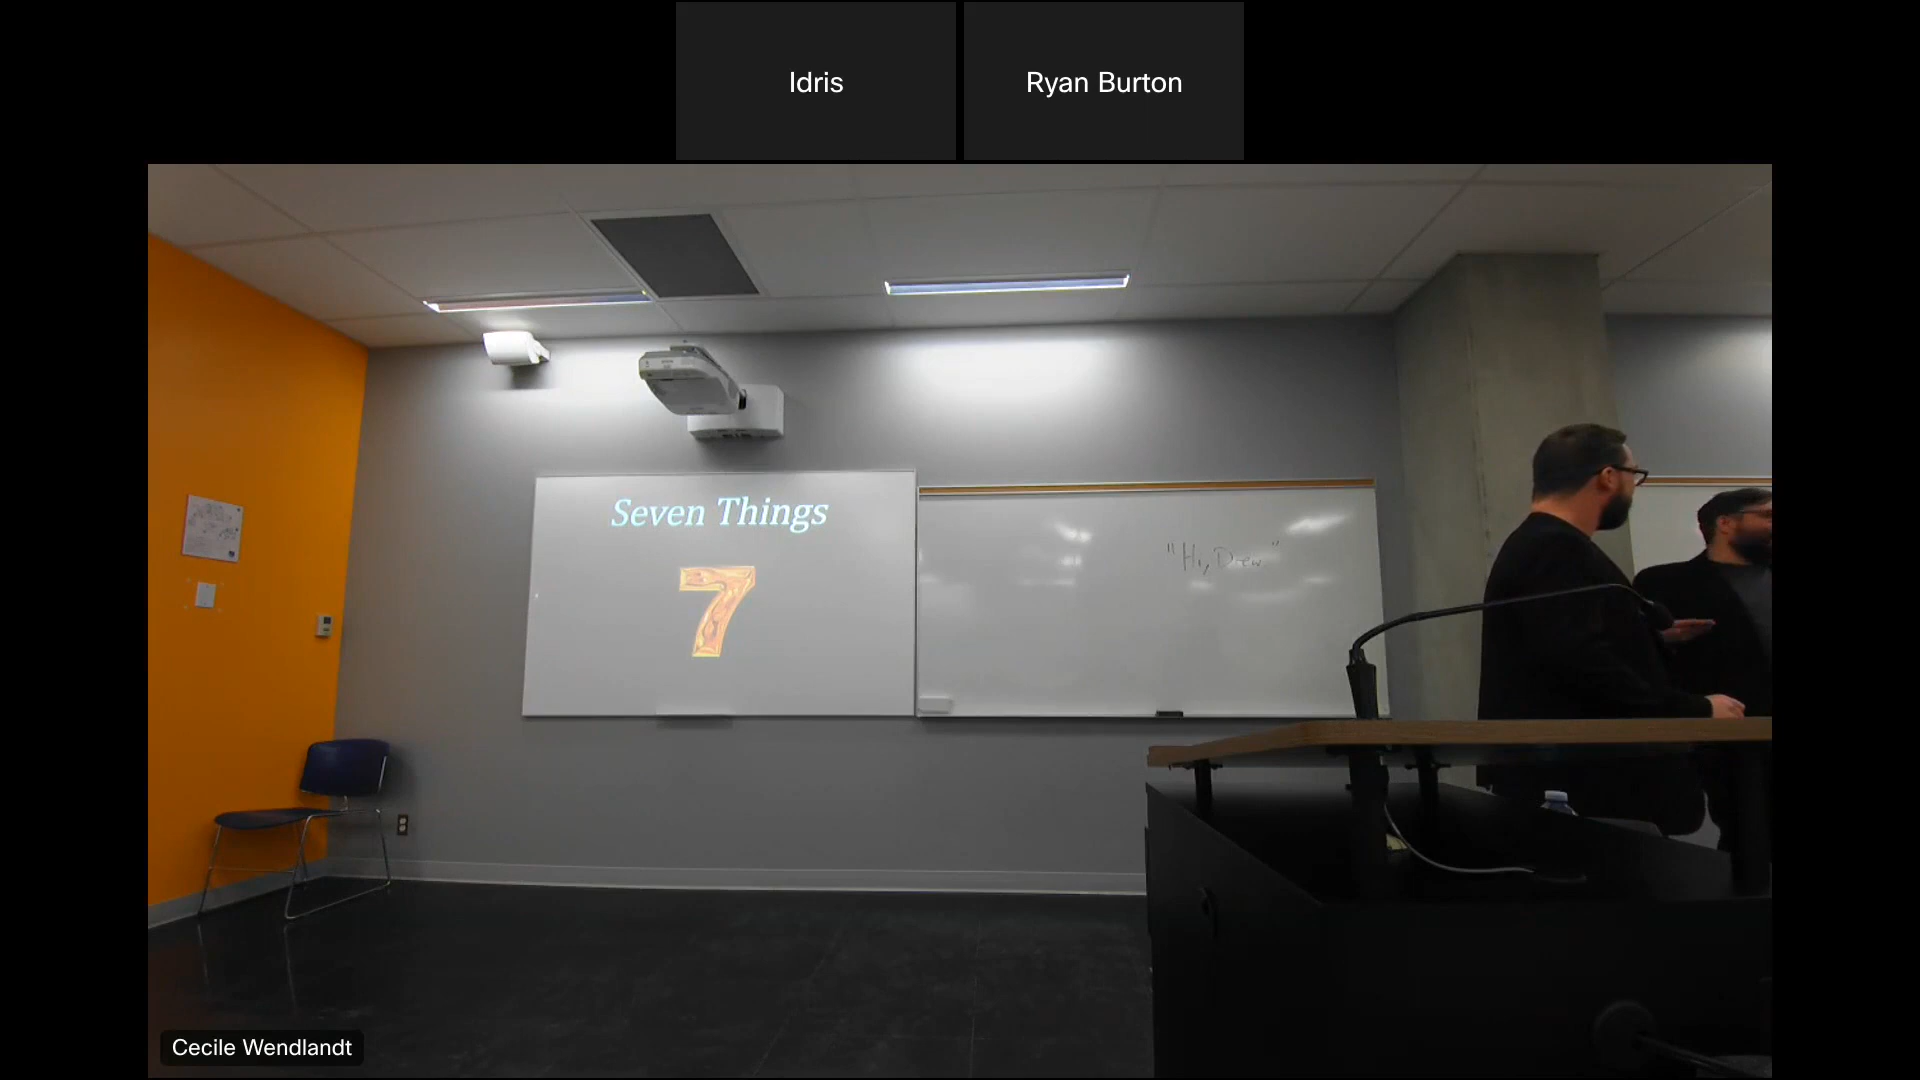 Idris
Ryan Burton
Seven Things
7
"Hi, Drew"
Cecile Wendlandt